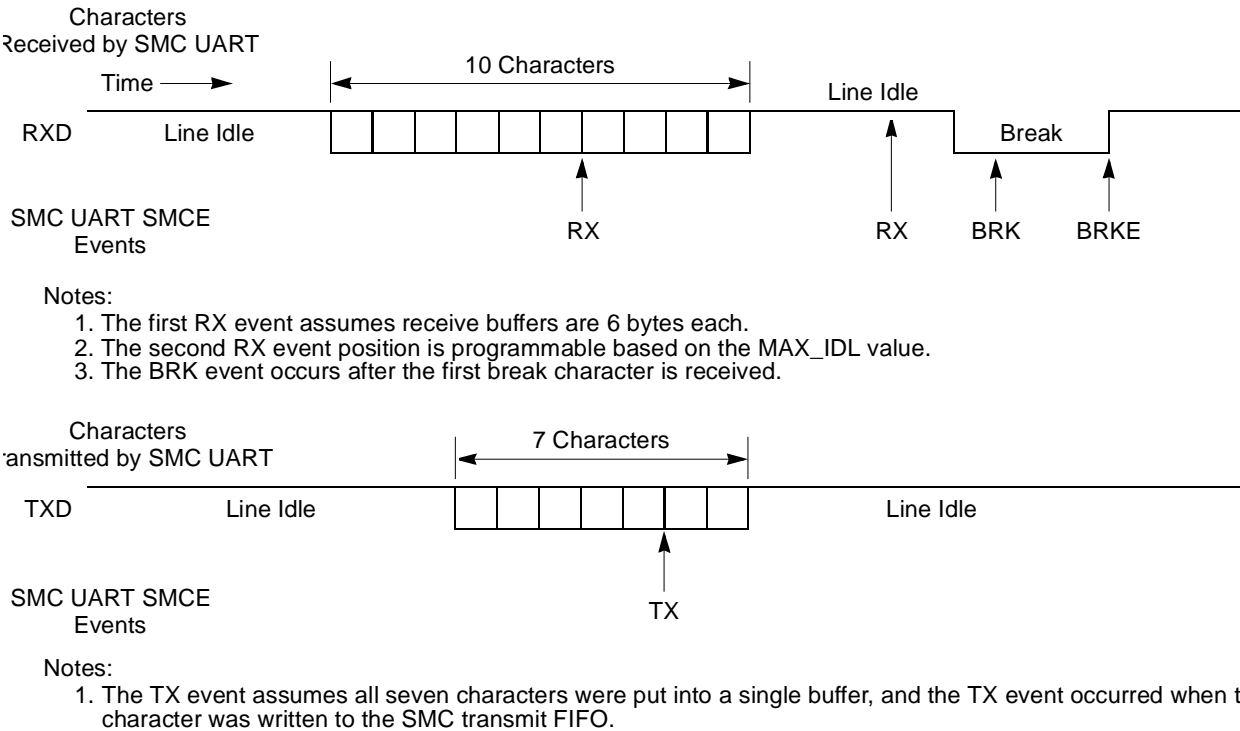 Characters
Received by SMC UART
Time
10 Characters
Line Idle
RXD
Line Idle
Break
SMC UART SMCE
Events
RX
RX
BRK
BRKE
Notes:
1. The first RX event assumes receive buffers are 6 bytes each.
2. The second RX event position is programmable based on the MAX_IDL value.
3. The BRK event occurs after the first break character is received.
Characters
ansmitted by SMC UART
7 Characters
TXD
Line Idle
Line Idle
SMC UART SMCE
Events
TX
Notes:
1. The TX event assumes all seven characters were put into a single buffer, and the TX event occurred when
character was written to the SMC transmit FIFO.